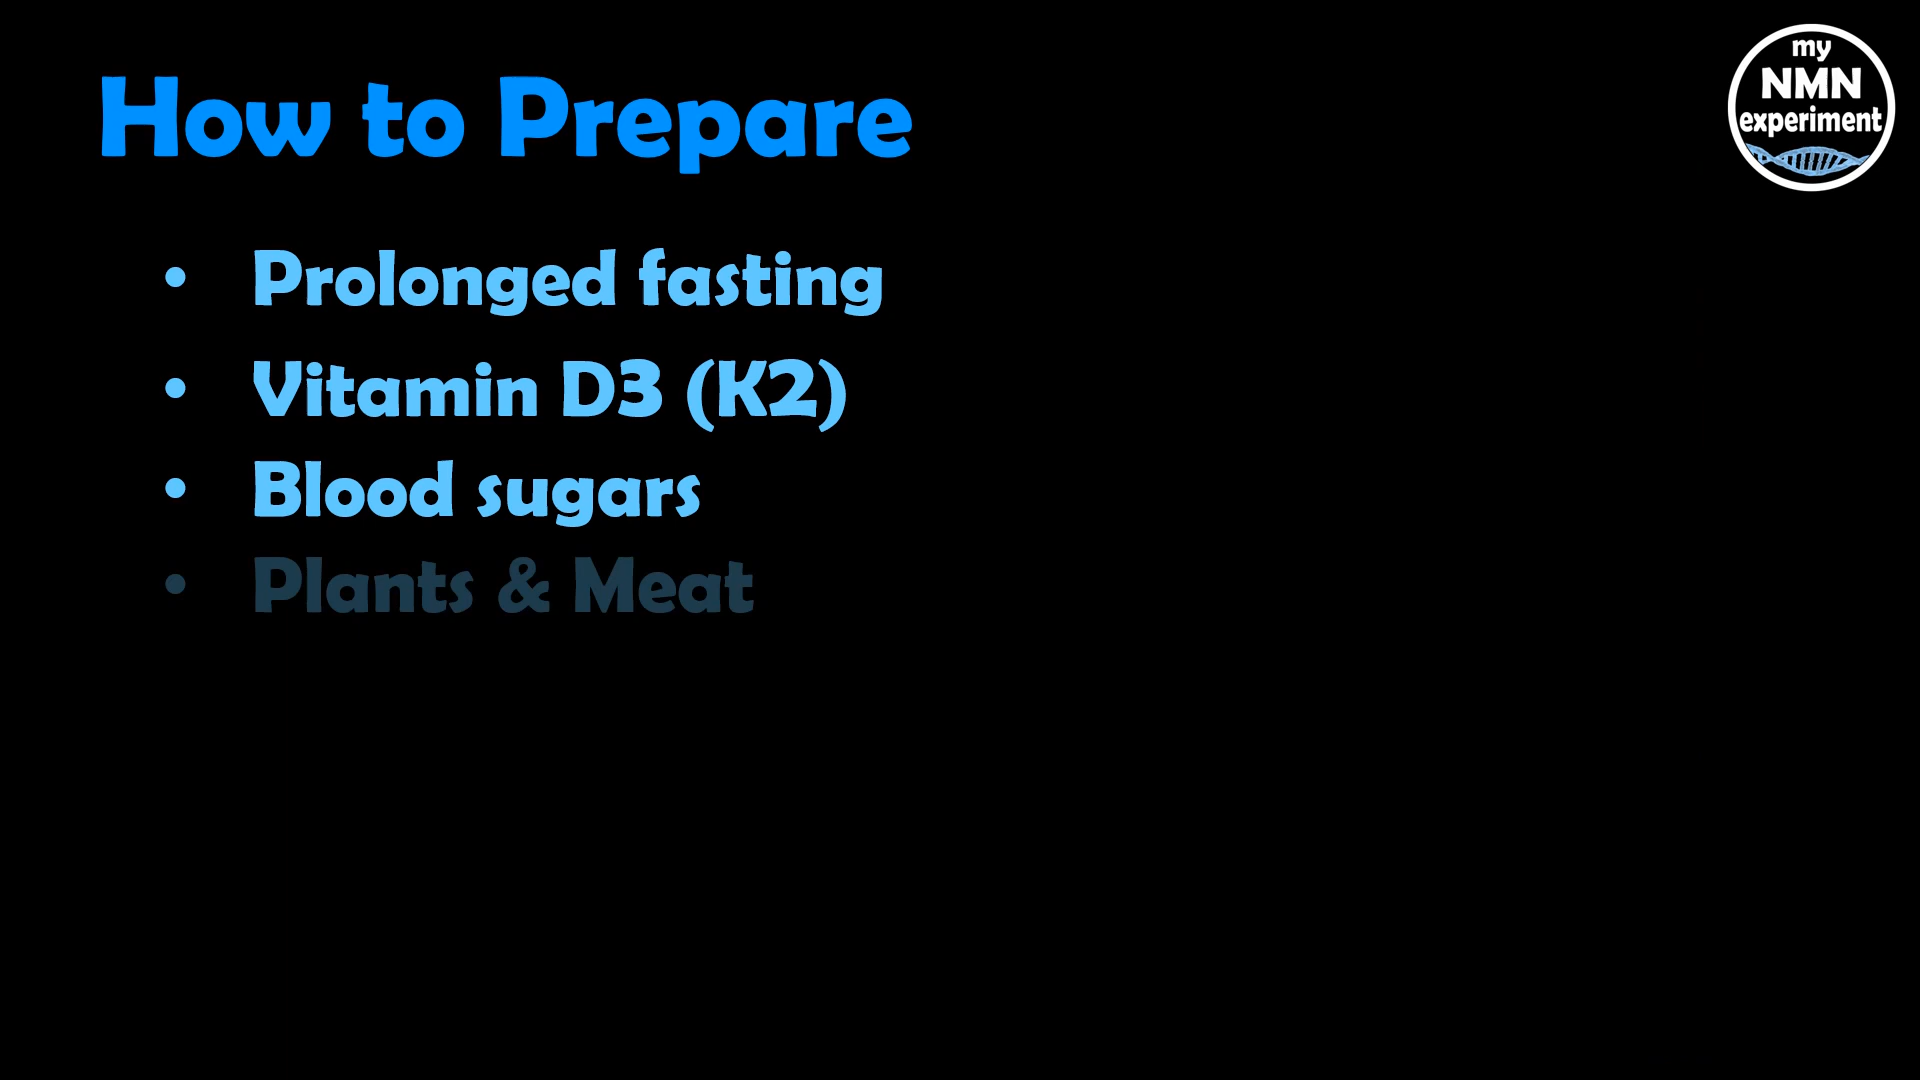 How to Prepare
my
NMN
experiment
• Prolonged fasting
• Vitamin D3 (K2)
• Blood sugars
• Plants & Meat